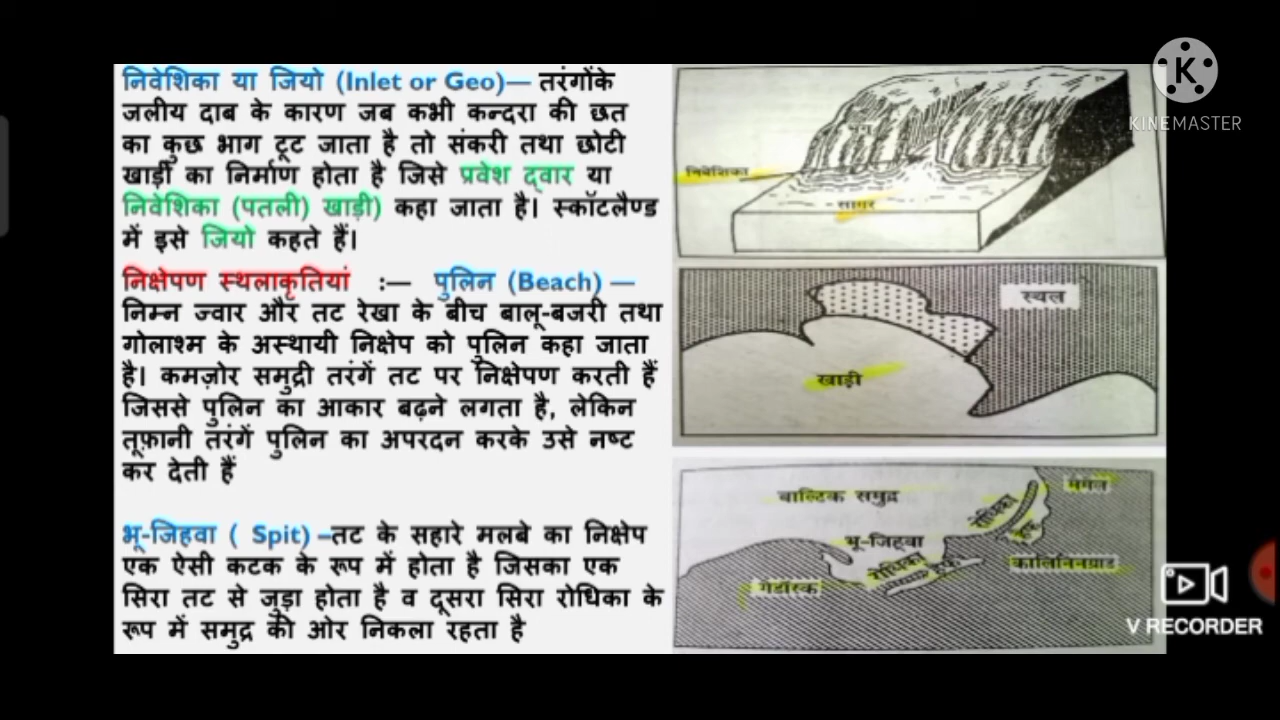 निवेशिका या जियो (Inlet or Geo)— तरंगोंके
जलीय दाब के कारण जब कभी कन्दरा की छत
का कुछ भाग टूट जाता है तो संकरी तथा छोटी
खाड़ी का निर्माण होता है जिसे प्रवेश द्वार या
निवेशिका (पतली) खाड़ी) कहा जाता है। स्कॉटलैण्ड
में इसे जियो कहते हैं।
निक्षेपण स्थलाकृतियां :— पुलिन (Beach) —
निम्न ज्वार और तट रेखा के बीच बालू-बजरी तथा
गोलाश्म के अस्थायी निक्षेप को पुलिन कहा जाता
है। कमज़ोर समुद्री तरंगें तट पर निक्षेपण करती हैं
जिससे पुलिन का आकार बढ़ने लगता है, लेकिन
तूफ़ानी तरंगें पुलिन का अपरदन करके उसे नष्ट
कर देती हैं
भू-जिहवा ( Spit) –तट के सहारे मलबे का निक्षेप
एक ऐसी कटक के रूप में होता है जिसका एक
सिरा तट से जुड़ा होता है व दूसरा सिरा रोधिका के
रूप में समुद्र की ओर निकला रहता है
निवेशिका
सागर
स्थल
खाड़ी
बाल्टिक समुद्र
मेमेल
रोधिका
भू-जिह्वा
रोधिका
कालिनिनग्राड
KINEMASTER
V RECORDER